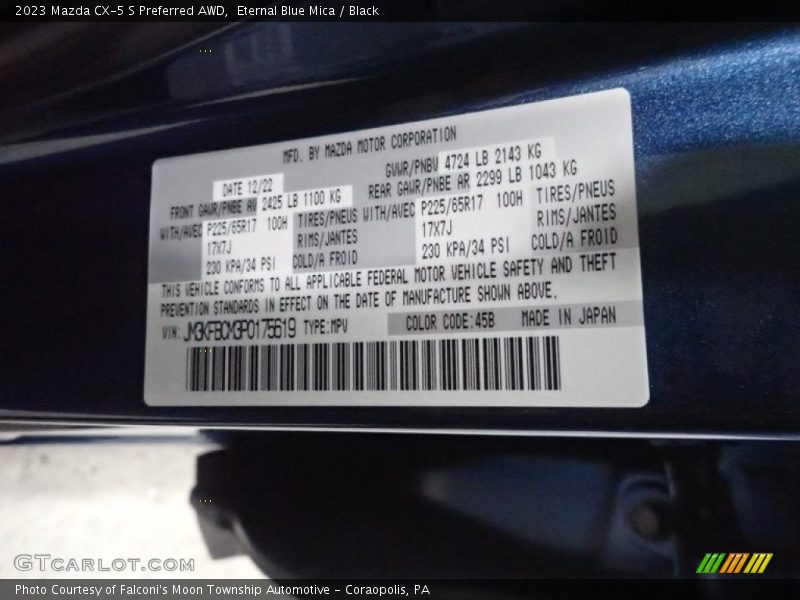 2023 Mazda CX-5 S Preferred AWD,  Eternal Blue Mica / Black
MFD. BY MAZDA MOTOR CORPORATION
DATE 12/22 GVWR/PNBV 4724 LB 2143 KG
FRONT GAWR/PNBE AV 2425 LB 1100 KG REAR GAWR/PNBE AR 2299 LB 1043 KG
WITH/AVEC P225/65R17 100H TIRES/PNEUS WITH/AVEC P225/65R17 100H TIRES/PNEUS
17X7J RIMS/JANTES 17X7J RIMS/JANTES
230 KPA/34 PSI COLD/A FROID 230 KPA/34 PSI COLD/A FROID
THIS VEHICLE CONFORMS TO ALL APPLICABLE FEDERAL MOTOR VEHICLE SAFETY AND THEFT
PREVENTION STANDARDS IN EFFECT ON THE DATE OF MANUFACTURE SHOWN ABOVE.
VIN: JM3KFBCM3P0175619 TYPE:MPV COLOR CODE:45B MADE IN JAPAN
GTCARLOT.COM
Photo Courtesy of Falconi's Moon Township Automotive - Coraopolis, PA